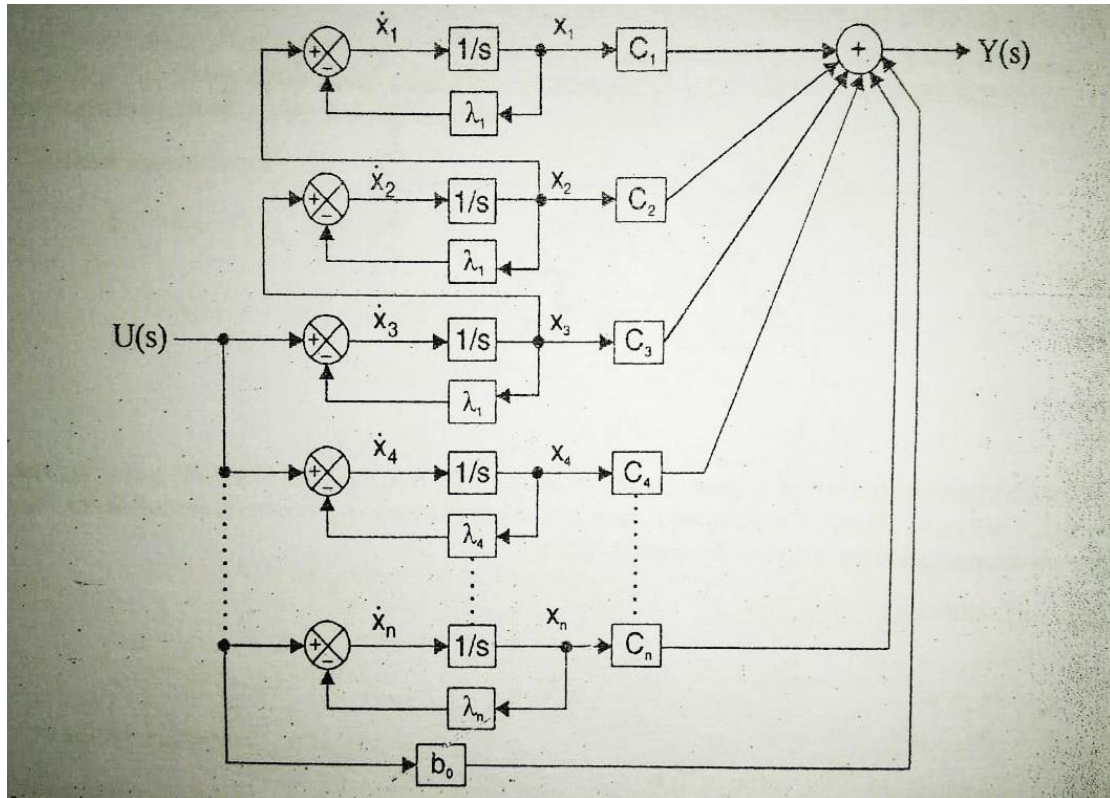 ẋ₁ 1/s x₁ C₁ + Y(s)
+ −
λ₁
ẋ₂ 1/s x₂ C₂
+ −
λ₁
U(s) ẋ₃ 1/s x₃ C₃
+ −
λ₁
ẋ₄ 1/s x₄ C₄
+ −
λ₄
ẋₙ 1/s xₙ Cₙ
+ −
λₙ
b₀